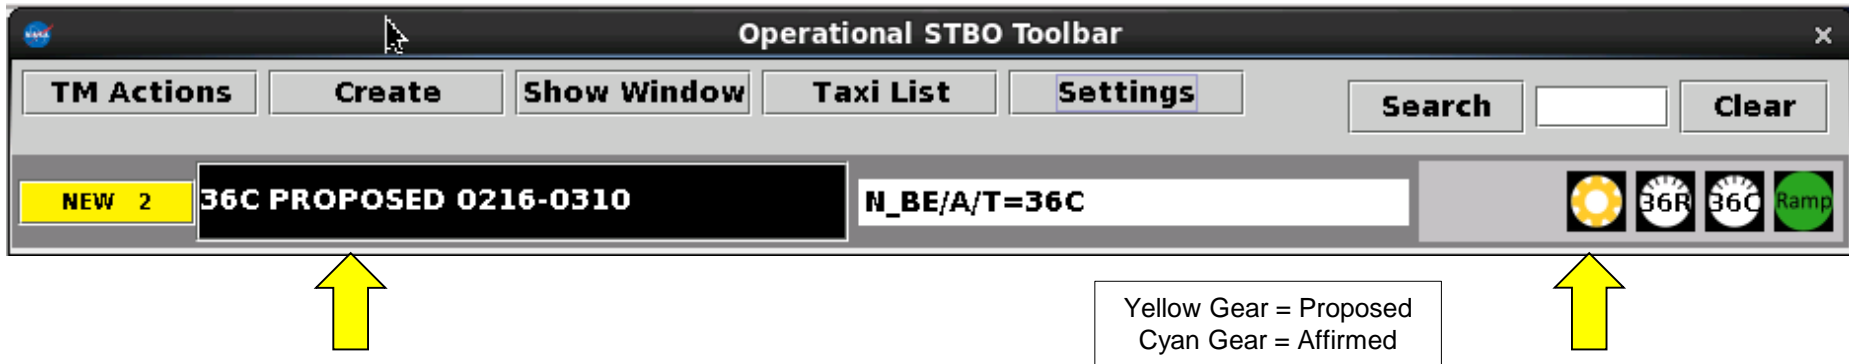 Operational STBO Toolbar
TM Actions Create Show Window Taxi List Settings Search Clear
NEW 2 36C PROPOSED 0216-0310 N_BE/A/T=36C 36R 36C Ramp
Yellow Gear = Proposed
Cyan Gear = Affirmed